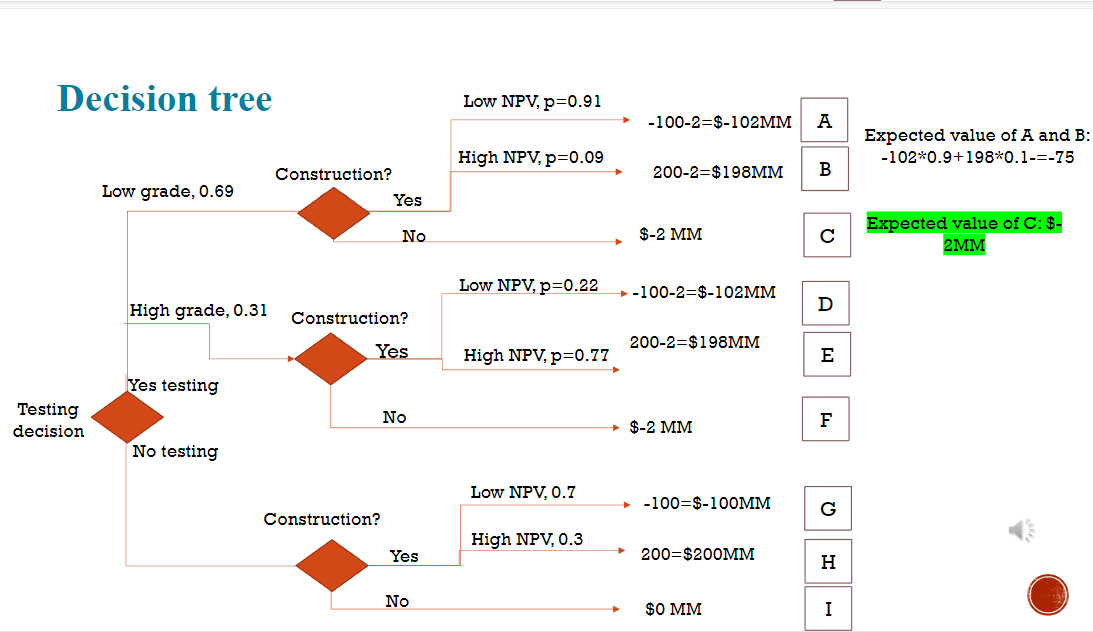 Decision tree
Low NPV, p=0.91
-100-2=$-102MM
A
Expected value of A and B:
-102*0.9+198*0.1-=-75
High NPV, p=0.09
200-2=$198MM
B
Construction?
Low grade, 0.69
Yes
No
$-2 MM
C
Expected value of C: $-
2MM
Low NPV, p=0.22
-100-2=$-102MM
D
High grade, 0.31
Construction?
Yes
High NPV, p=0.77
200-2=$198MM
E
Yes testing
Testing
decision
No
$-2 MM
F
No testing
Low NPV, 0.7
-100=$-100MM
G
Construction?
High NPV, 0.3
200=$200MM
H
Yes
No
$0 MM
I